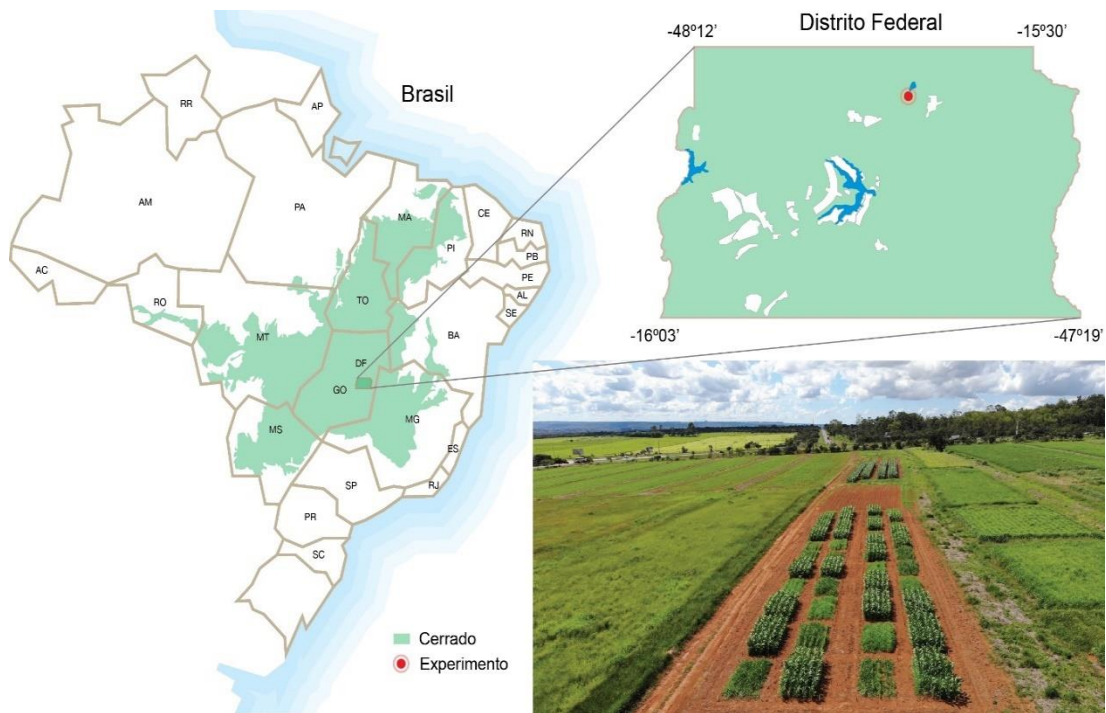 Brasil
RR
AP
AM
PA
MA
CE
RN
PB
PE
AL
SE
PI
AC
RO
TO
MT
BA
DF
GO
MS
MG
ES
RJ
SP
PR
SC
Cerrado
Experimento
Distrito Federal
-48º12’
-15º30’
-16º03’
-47º19’